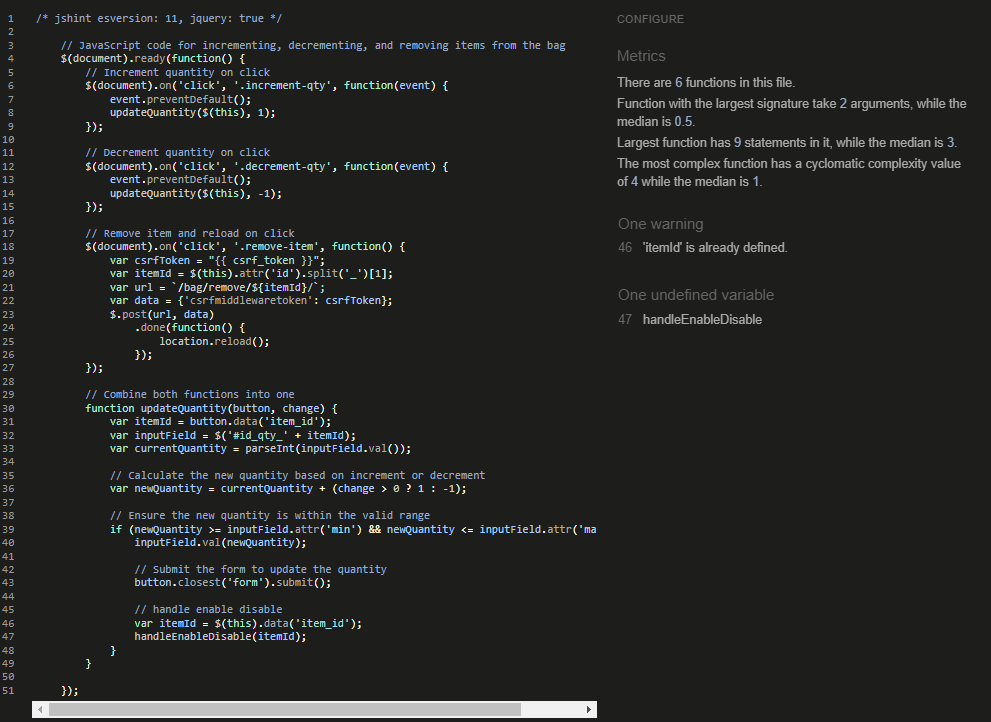 1 /* jshint esversion: 11, jquery: true */
2
3 // JavaScript code for incrementing, decrementing, and removing items from the bag
4 $(document).ready(function() {
5 // Increment quantity on click
6 $(document).on('click', '.increment-qty', function(event) {
7 event.preventDefault();
8 updateQuantity($(this), 1);
9 });
10
11 // Decrement quantity on click
12 $(document).on('click', '.decrement-qty', function(event) {
13 event.preventDefault();
14 updateQuantity($(this), -1);
15 });
16
17 // Remove item and reload on click
18 $(document).on('click', '.remove-item', function() {
19 var csrfToken = "{{ csrf_token }}";
20 var itemId = $(this).attr('id').split('_')[1];
21 var url = `/bag/remove/${itemId}/`;
22 var data = {'csrfmiddlewaretoken': csrfToken};
23 $.post(url, data)
24 .done(function() {
25 location.reload();
26 });
27 });
28
29 // Combine both functions into one
30 function updateQuantity(button, change) {
31 var itemId = button.data('item_id');
32 var inputField = $('#id_qty_' + itemId);
33 var currentQuantity = parseInt(inputField.val());
34
35 // Calculate the new quantity based on increment or decrement
36 var newQuantity = currentQuantity + (change > 0 ? 1 : -1);
37
38 // Ensure the new quantity is within the valid range
39 if (newQuantity >= inputField.attr('min') && newQuantity <= inputField.attr('ma
40 inputField.val(newQuantity);
41
42 // Submit the form to update the quantity
43 button.closest('form').submit();
44
45 // handle enable disable
46 var itemId = $(this).data('item_id');
47 handleEnableDisable(itemId);
48 }
49 }
50
51 });
CONFIGURE
Metrics
There are 6 functions in this file.
Function with the largest signature take 2 arguments, while the
median is 0.5.
Largest function has 9 statements in it, while the median is 3.
The most complex function has a cyclomatic complexity value
of 4 while the median is 1.
One warning
46 'itemId' is already defined.
One undefined variable
47 handleEnableDisable